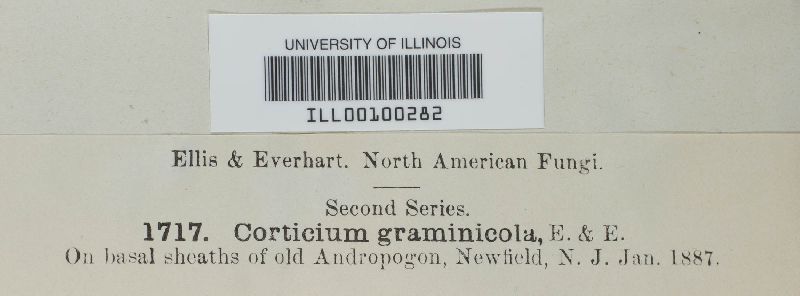 UNIVERSITY OF ILLINOIS
ILL00100282
Ellis & Everhart. North American Fungi.
Second Series.
1717. Corticium graminicola, E. & E.
On basal sheaths of old Andropogon, Newfield, N. J. Jan. 1887.